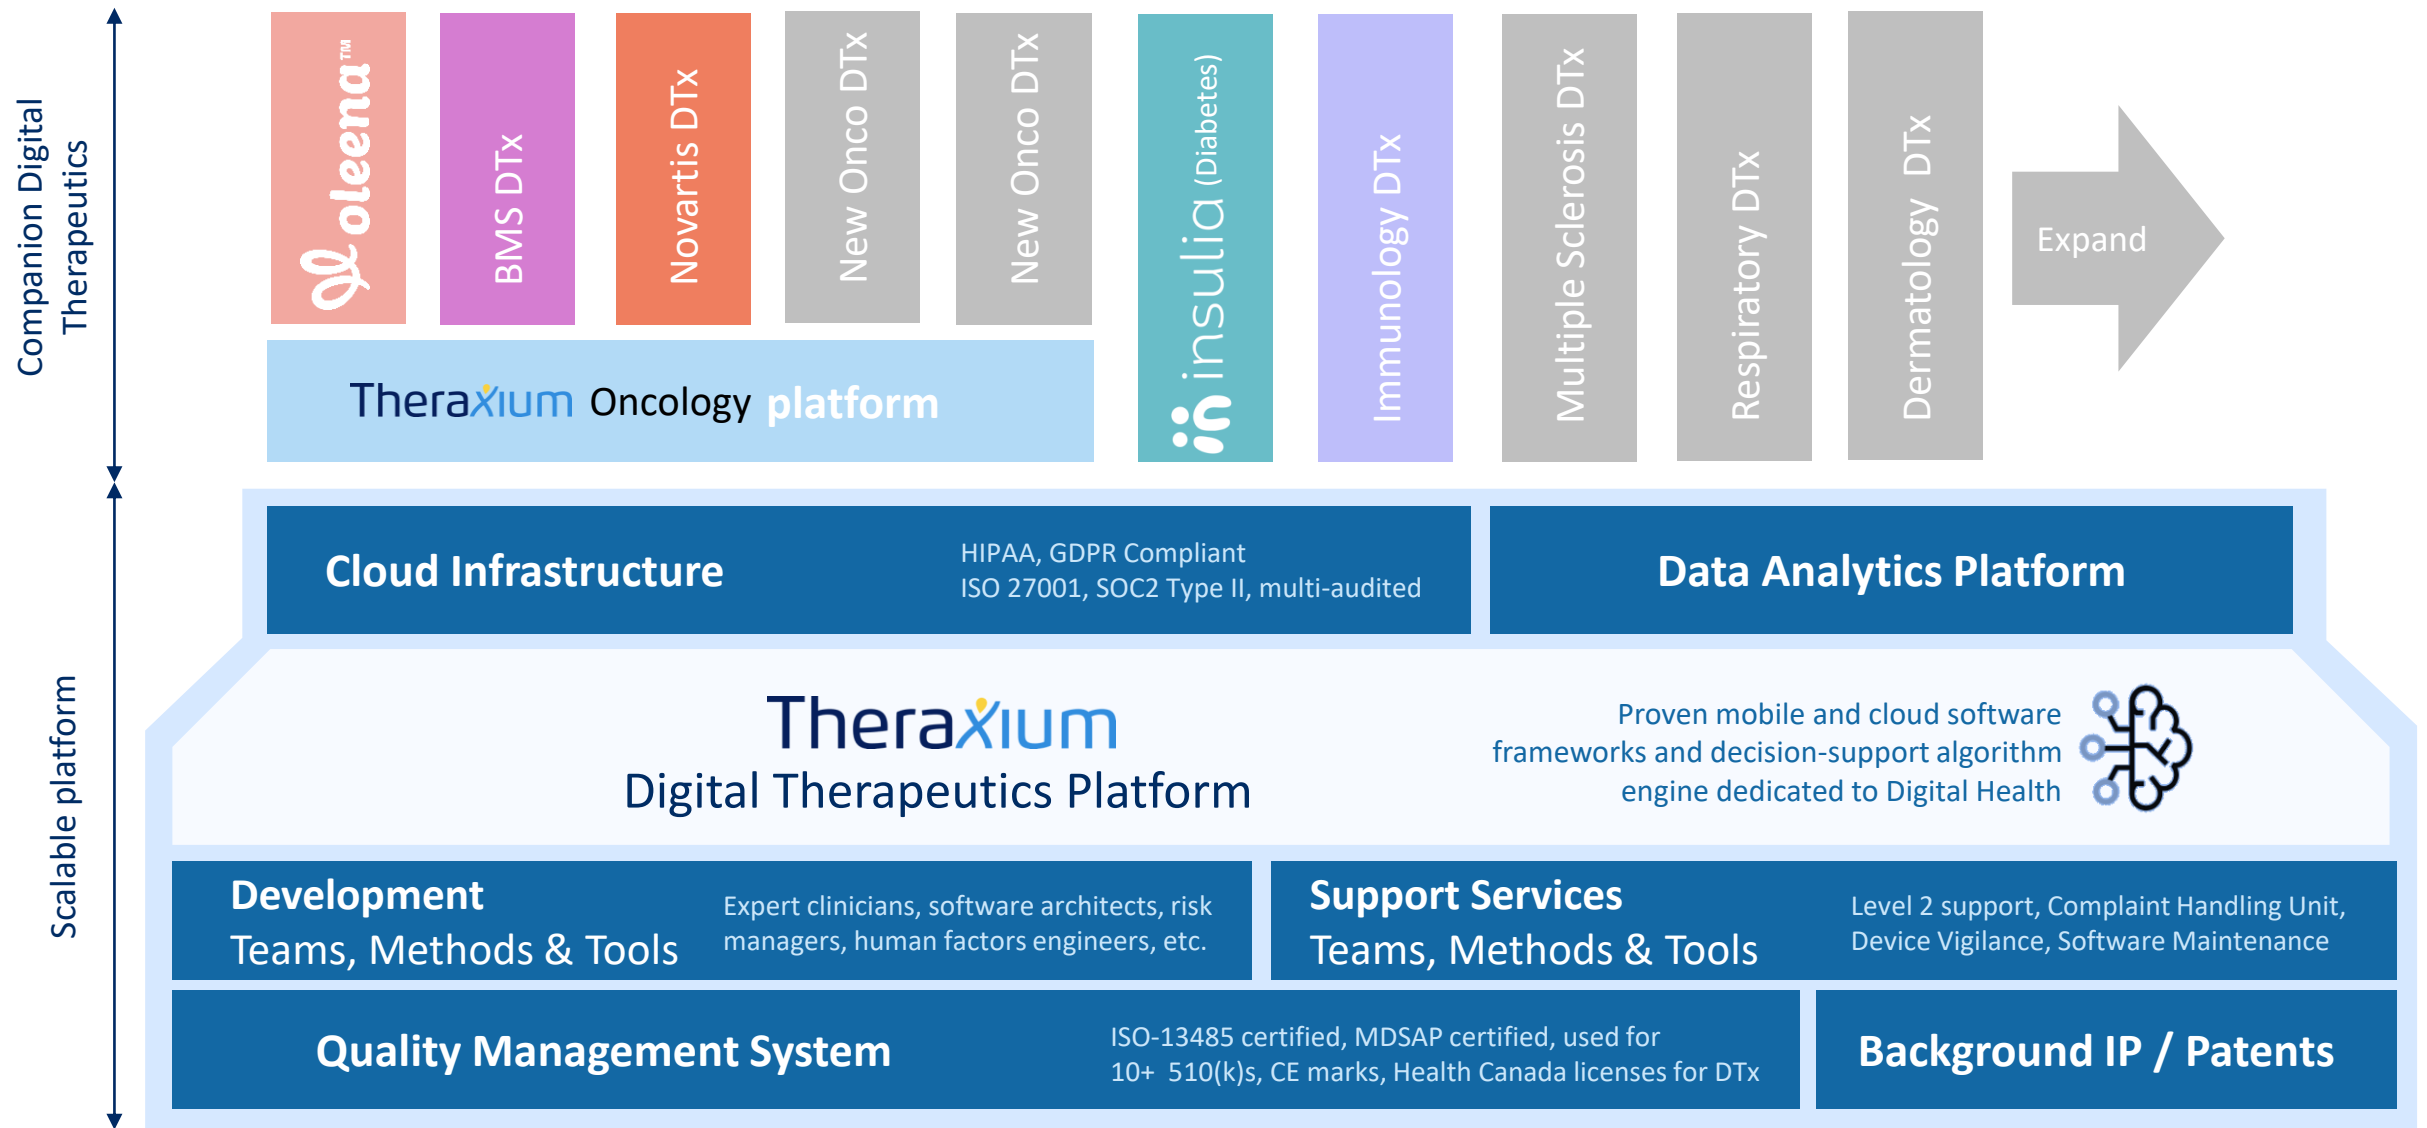 Companion Digital
Therapeutics
oleena™
BMS DTx
Novartis DTx
New Onco DTx
New Onco DTx
insulia (Diabetes)
Immunology DTx
Multiple Sclerosis DTx
Respiratory DTx
Dermatology DTx
Expand
Theraxium Oncology platform
Scalable platform
Cloud Infrastructure
HIPAA, GDPR Compliant
ISO 27001, SOC2 Type II, multi-audited
Data Analytics Platform
Theraxium
Digital Therapeutics Platform
Proven mobile and cloud software
frameworks and decision-support algorithm
engine dedicated to Digital Health
Development
Teams, Methods & Tools
Expert clinicians, software architects, risk
managers, human factors engineers, etc.
Support Services
Teams, Methods & Tools
Level 2 support, Complaint Handling Unit,
Device Vigilance, Software Maintenance
Quality Management System
ISO-13485 certified, MDSAP certified, used for
10+ 510(k)s, CE marks, Health Canada licenses for DTx
Background IP / Patents